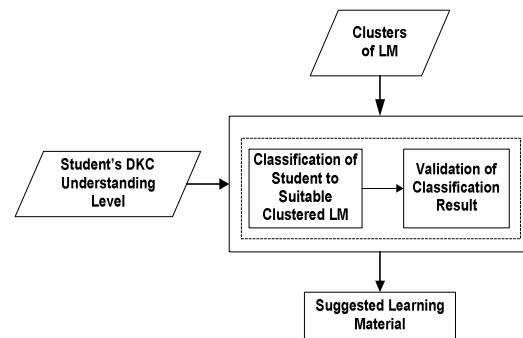 Clusters
of LM
Student's DKC
Understanding
Level
Classification of
Student to
Suitable
Clustered LM
Validation of
Classification
Result
Suggested Learning
Material